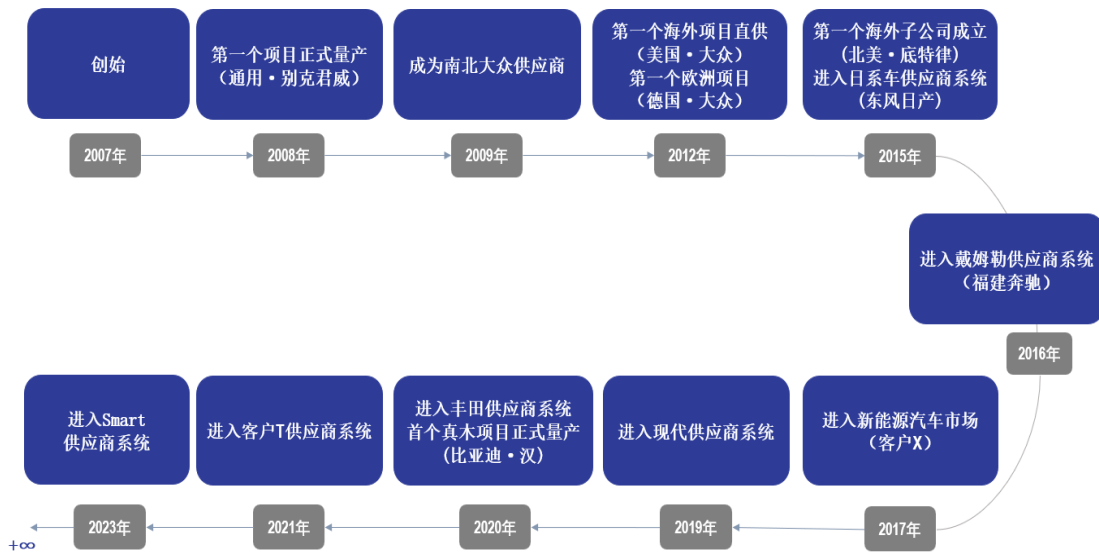 创始
2007年
第一个项目正式量产
（通用·别克君威）
2008年
成为南北大众供应商
2009年
第一个海外项目直供
（美国·大众）
第一个欧洲项目
（德国·大众）
2012年
第一个海外子公司成立
(北美·底特律)
进入日系车供应商系统
(东风日产)
2015年
进入戴姆勒供应商系统
（福建奔驰）
2016年
进入新能源汽车市场
（客户X）
2017年
进入现代供应商系统
2019年
进入丰田供应商系统
首个真木项目正式量产
(比亚迪·汉)
2020年
进入客户T供应商系统
2021年
进入Smart
供应商系统
2023年
+∞